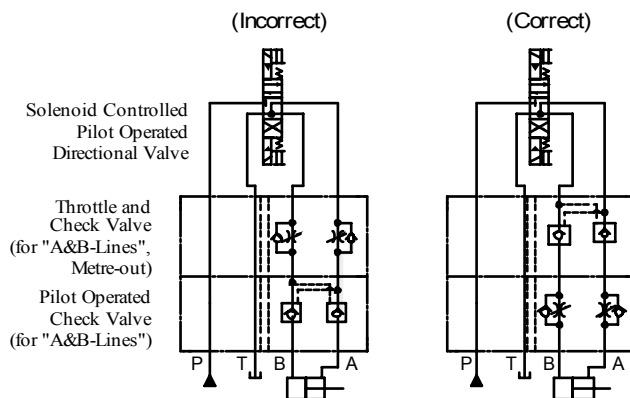 (Incorrect)
(Correct)
Solenoid Controlled
Pilot Operated
Directional Valve
Throttle and
Check Valve
(for "A&B-Lines",
Metre-out)
Pilot Operated
Check Valve
(for "A&B-Lines")
P T B A
P T B A